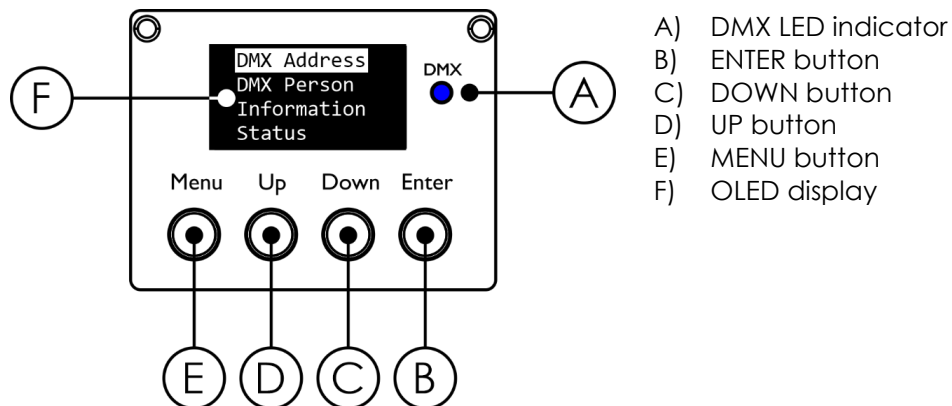 DMX Address
DMX Person
Information
Status
DMX
F
A
Menu Up Down Enter
E D C B
A) DMX LED indicator
B) ENTER button
C) DOWN button
D) UP button
E) MENU button
F) OLED display